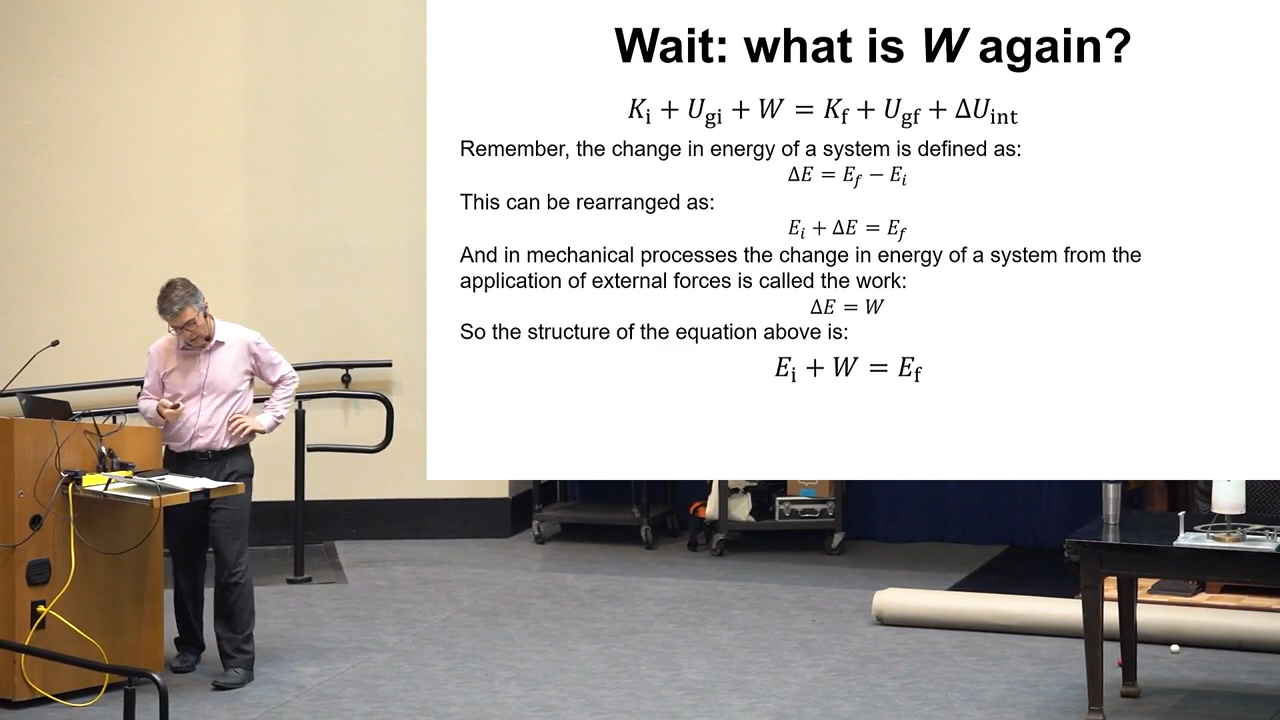 Wait: what is W again?
Kᵢ + U_gi + W = K_f + U_gf + ΔU_int
Remember, the change in energy of a system is defined as:
ΔE = E_f − E_i
This can be rearranged as:
E_i + ΔE = E_f
And in mechanical processes the change in energy of a system from the
application of external forces is called the work:
ΔE = W
So the structure of the equation above is:
E_i + W = E_f